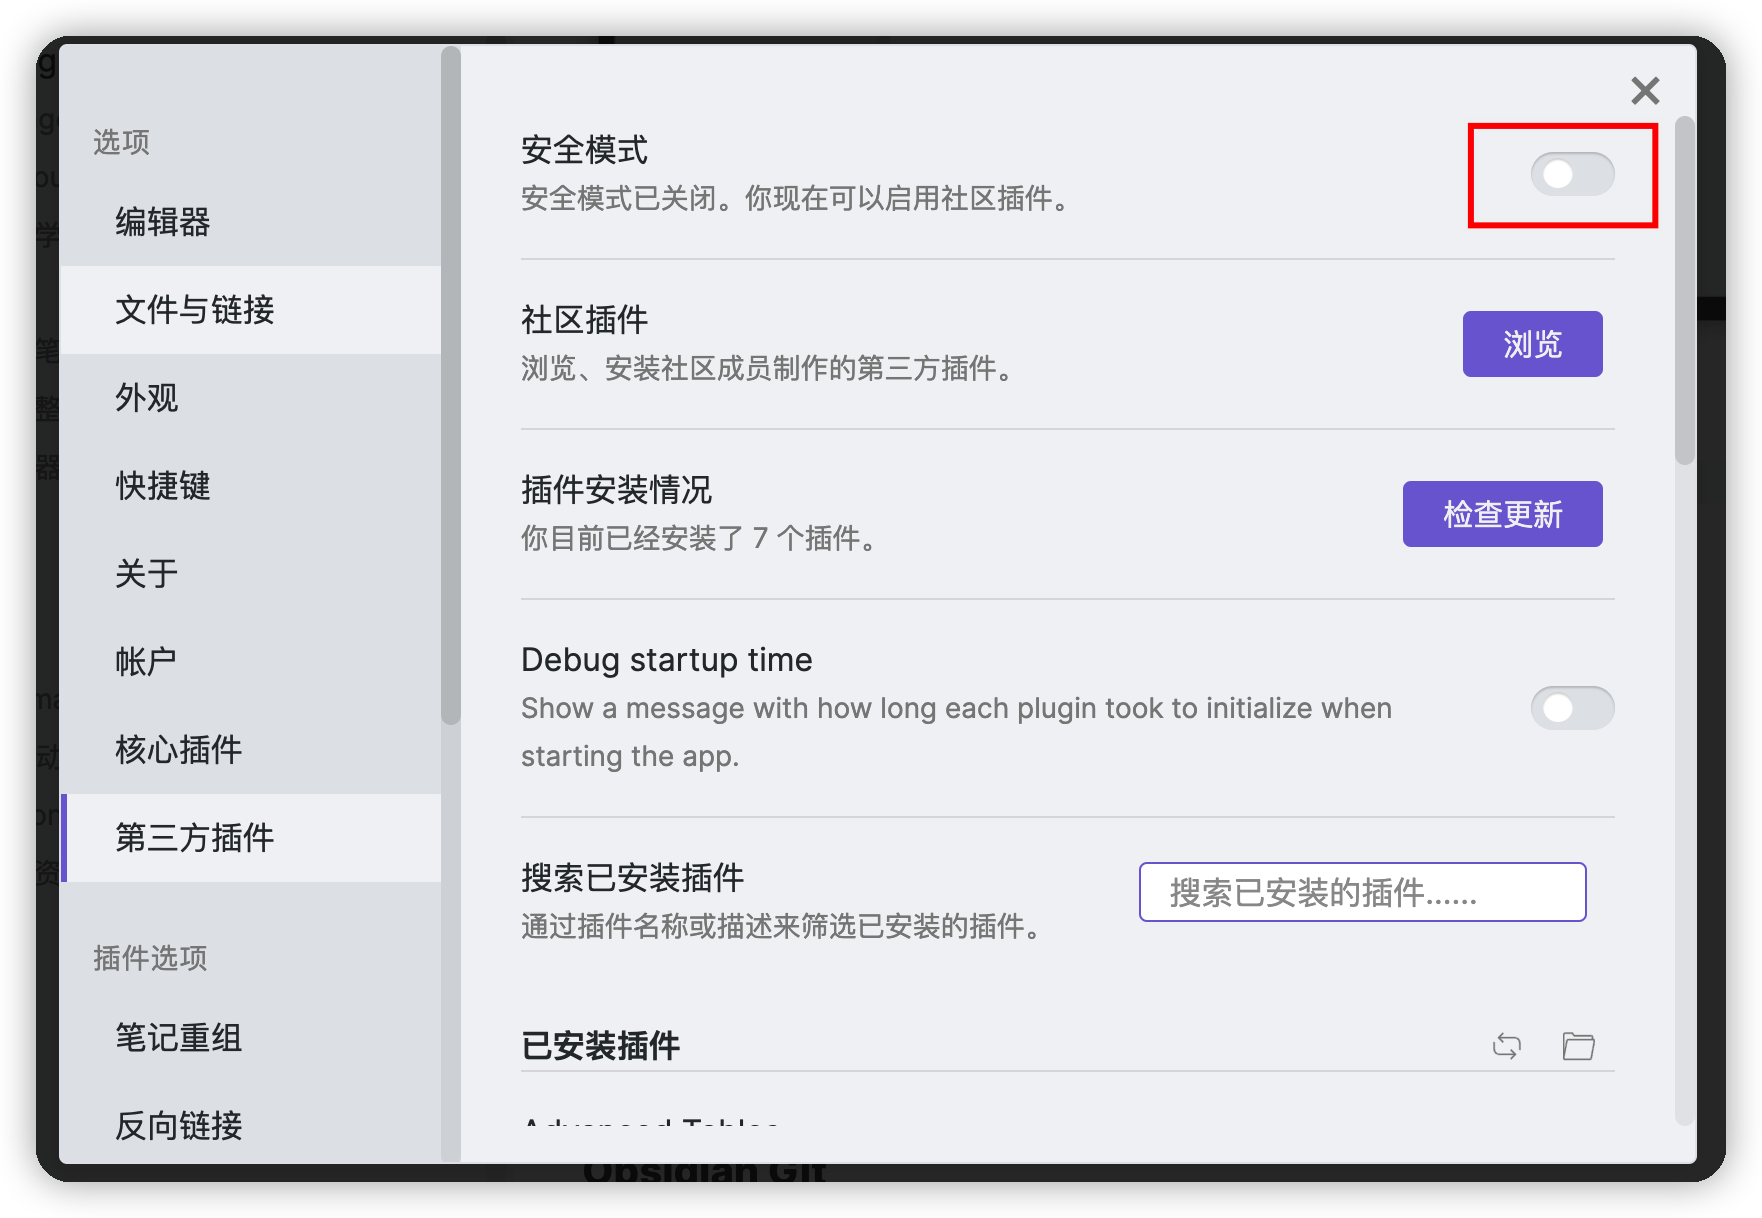 选项
编辑器
文件与链接
外观
快捷键
关于
帐户
核心插件
第三方插件
插件选项
笔记重组
反向链接
安全模式
安全模式已关闭。你现在可以启用社区插件。
社区插件
浏览、安装社区成员制作的第三方插件。
浏览
插件安装情况
你目前已经安装了 7 个插件。
检查更新
Debug startup time
Show a message with how long each plugin took to initialize when
starting the app.
搜索已安装插件
通过插件名称或描述来筛选已安装的插件。
搜索已安装的插件......
已安装插件
Advanced Tables
Obsidian Git